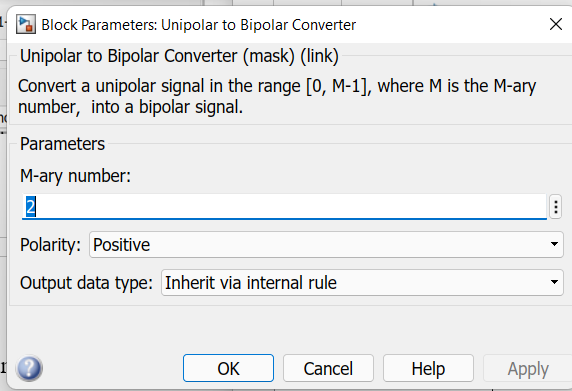 Block Parameters: Unipolar to Bipolar Converter
Unipolar to Bipolar Converter (mask) (link)
Convert a unipolar signal in the range [0, M-1], where M is the M-ary
number,  into a bipolar signal.
Parameters
M-ary number:
2
Polarity: Positive
Output data type: Inherit via internal rule
OK Cancel Help Apply